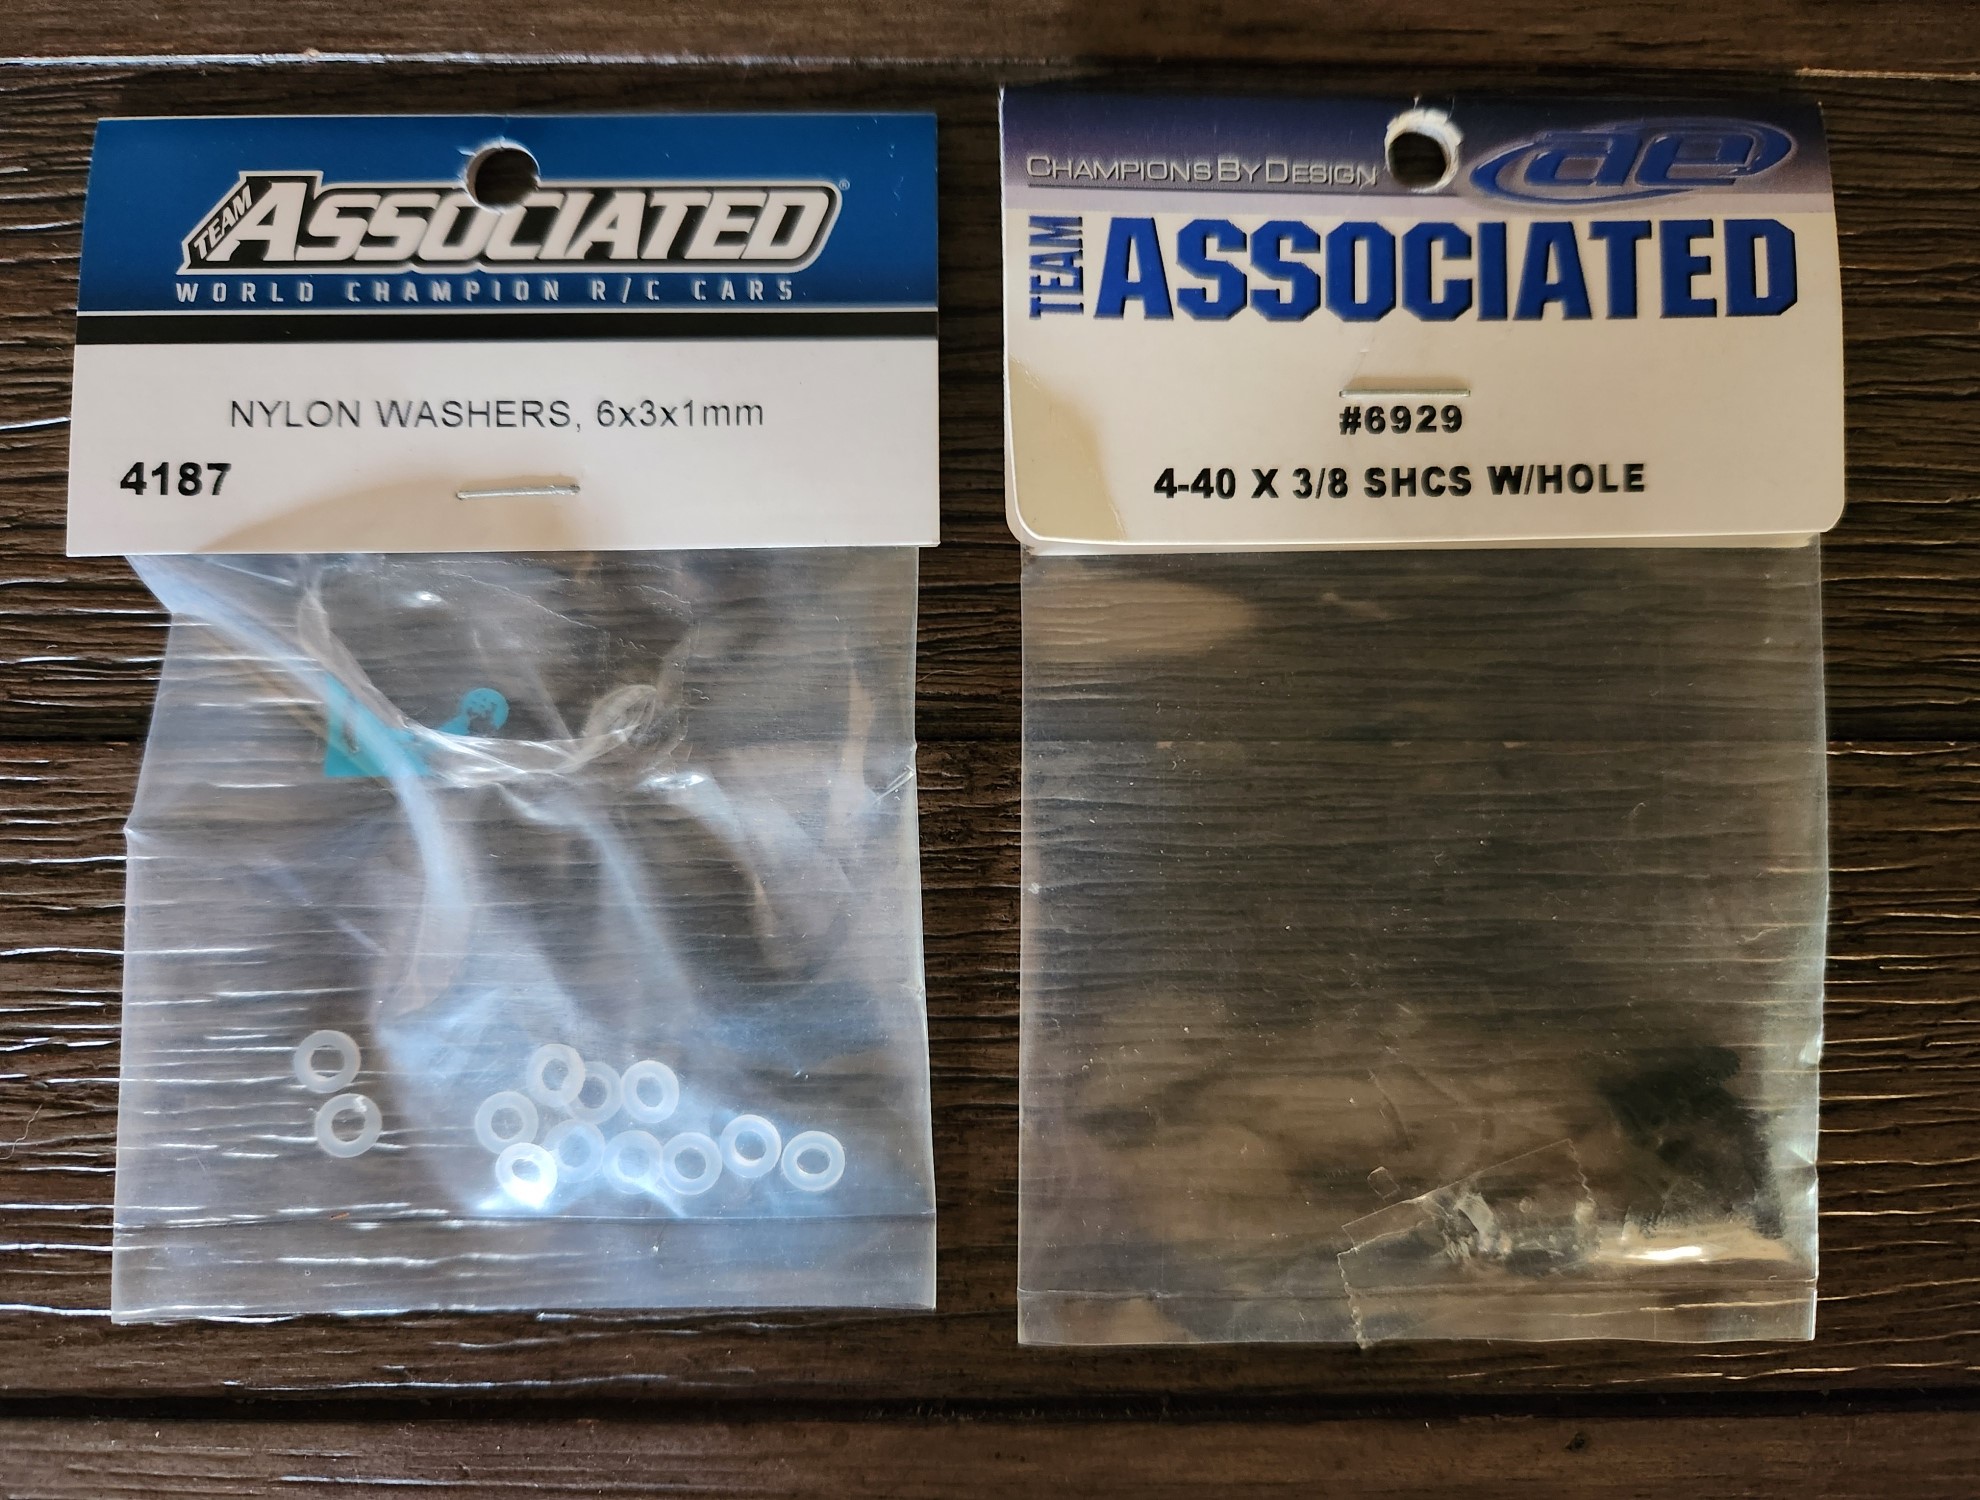 TEAM ASSOCIATED®
WORLD CHAMPION R/C CARS
NYLON WASHERS, 6x3x1mm
4187
CHAMPIONS BY DESIGN ae
TEAM ASSOCIATED
#6929
4-40 X 3/8 SHCS W/HOLE